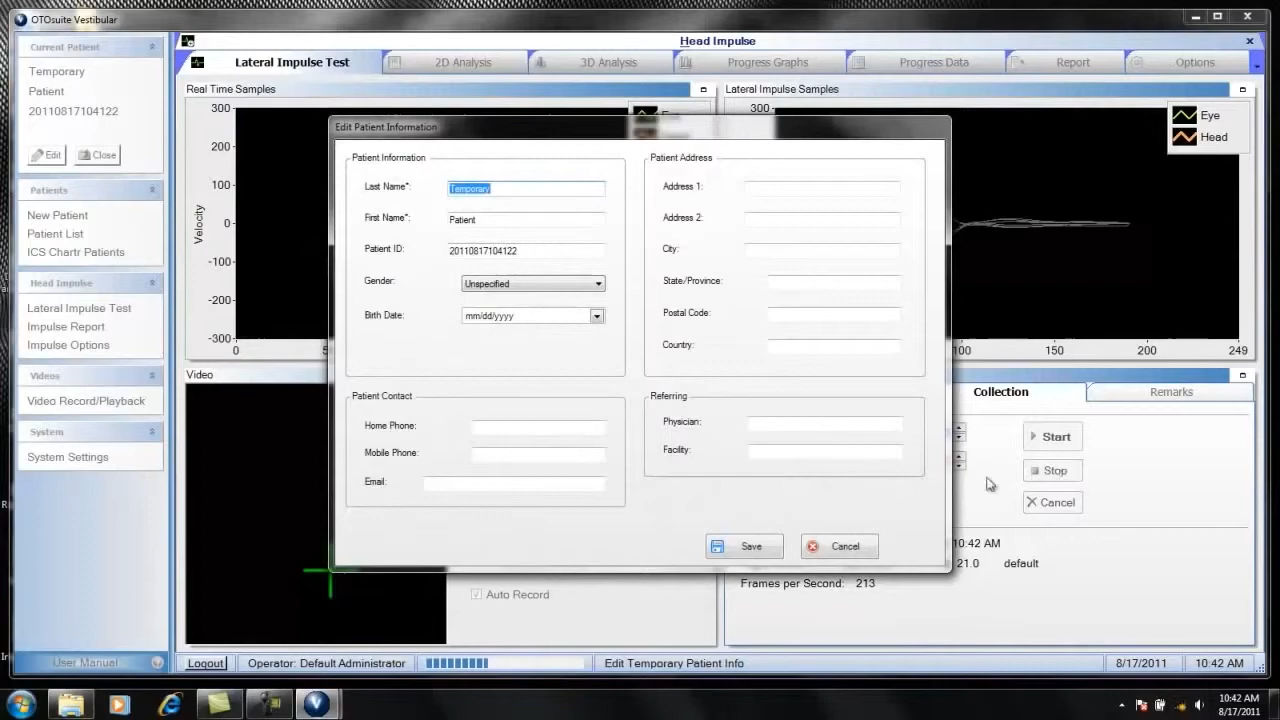 OTOsuite Vestibular
Current Patient
Temporary
Patient
20110817104122
Edit
Close
Patients
New Patient
Patient List
ICS Chartr Patients
Head Impulse
Lateral Impulse Test
Impulse Report
Impulse Options
Videos
Video Record/Playback
System
System Settings
User Manual
Head Impulse
Lateral Impulse Test
2D Analysis
3D Analysis
Progress Graphs
Progress Data
Report
Options
Real Time Samples
Velocity
300
200
100
0
-100
-200
-300
0
Lateral Impulse Samples
300
Eye
Head
100
150
200
249
Edit Patient Information
Patient Information
Last Name*:
Temporary
First Name*:
Patient
Patient ID:
20110817104122
Gender:
Unspecified
Birth Date:
mm/dd/yyyy
Patient Address
Address 1:
Address 2:
City:
State/Province:
Postal Code:
Country:
Patient Contact
Home Phone:
Mobile Phone:
Email:
Referring
Physician:
Facility:
Save
Cancel
Video
Auto Record
Collection
Remarks
Start
Stop
Cancel
10:42 AM
21.0 default
Frames per Second: 213
Logout
Operator: Default Administrator
Edit Temporary Patient Info
8/17/2011
10:42 AM
10:42 AM
8/17/2011